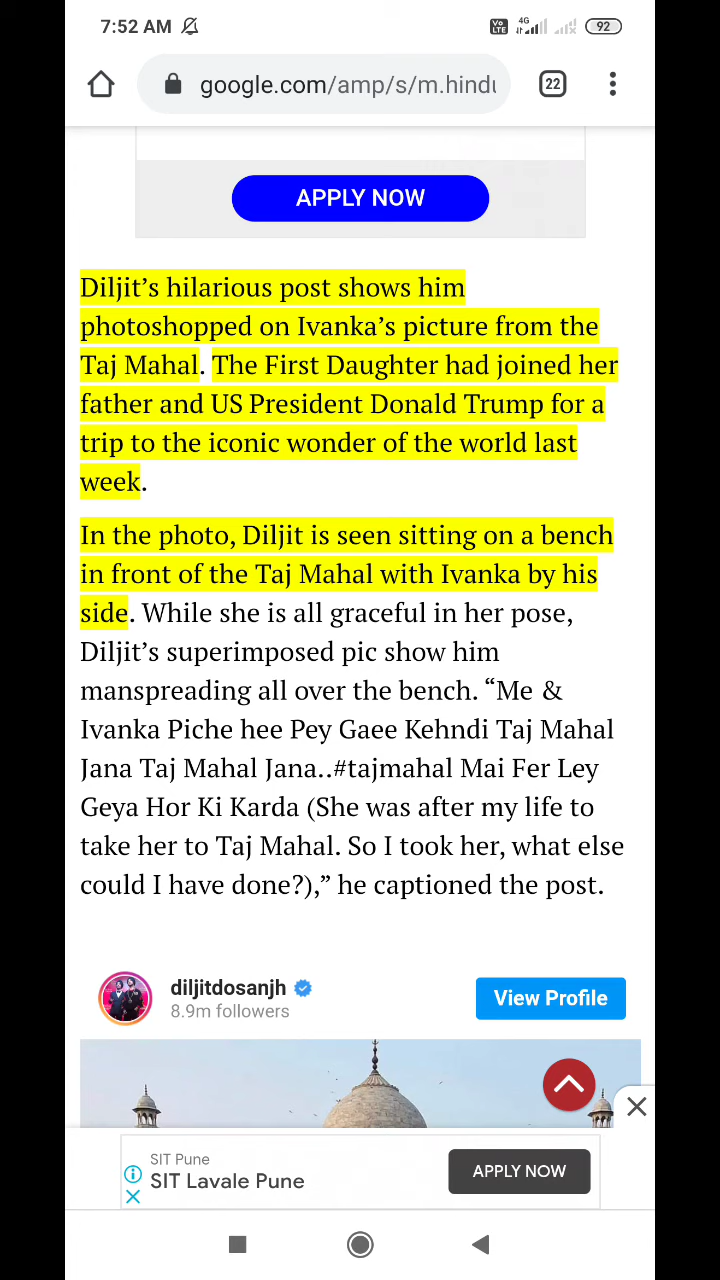 7:52 AM
Vo LTE 4G 92
google.com/amp/s/m.hindu
22
APPLY NOW
Diljit’s hilarious post shows him
photoshopped on Ivanka’s picture from the
Taj Mahal. The First Daughter had joined her
father and US President Donald Trump for a
trip to the iconic wonder of the world last
week.
In the photo, Diljit is seen sitting on a bench
in front of the Taj Mahal with Ivanka by his
side. While she is all graceful in her pose,
Diljit’s superimposed pic show him
manspreading all over the bench. “Me &
Ivanka Piche hee Pey Gaee Kehndi Taj Mahal
Jana Taj Mahal Jana..#tajmahal Mai Fer Ley
Geya Hor Ki Karda (She was after my life to
take her to Taj Mahal. So I took her, what else
could I have done?),” he captioned the post.
diljitdosanjh
8.9m followers
View Profile
SIT Pune
SIT Lavale Pune
APPLY NOW